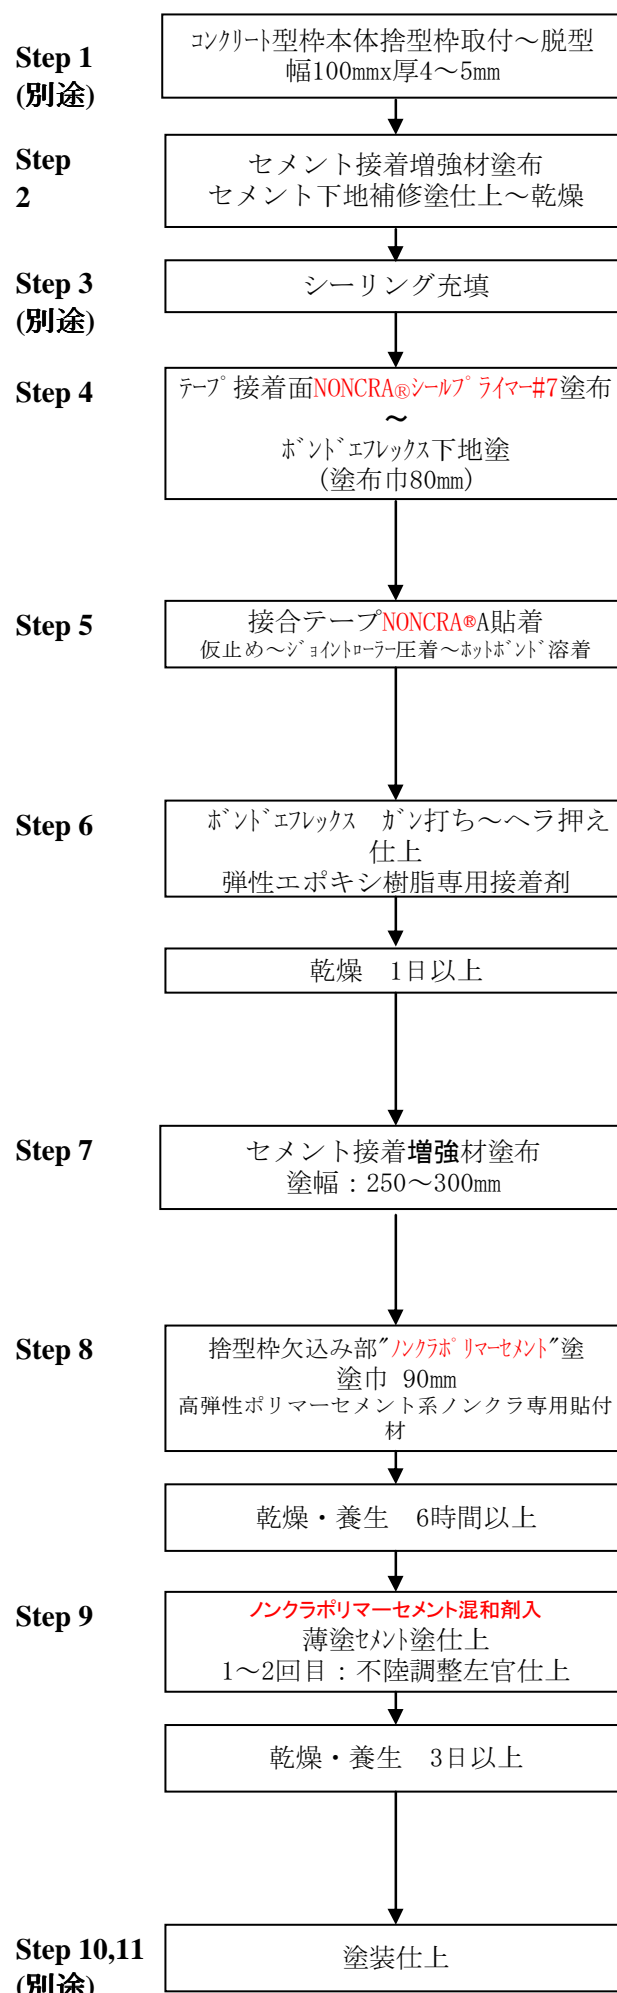 Step 1
(別途)
コンクリート型枠本体捨型枠取付～脱型
幅100mmx厚4～5mm
Step
2
セメント接着増強材塗布
セメント下地補修塗仕上～乾燥
Step 3
(別途)
シーリング充填
Step 4
テープ接着面NONCRA®シールプライマー#7塗布
～
ボンドエフレックス下地塗
(塗布巾80mm)
Step 5
接合テープNONCRA®A貼着
仮止め～ジョイントローラー圧着～ホットボンド溶着
Step 6
ボンドエフレックス　ガン打ち～ヘラ押え
仕上
弾性エポキシ樹脂専用接着剤
乾燥　1日以上
Step 7
セメント接着増強材塗布
塗幅：250～300mm
Step 8
捨型枠欠込み部"ノンクラポリマーセメント"塗
塗巾 90mm
高弾性ポリマーセメント系ノンクラ専用貼付
材
乾燥・養生　6時間以上
Step 9
ノンクラポリマーセメント混和剤入
薄塗セメント塗仕上
1～2回目：不陸調整左官仕上
乾燥・養生　3日以上
Step 10,11
(別途)
塗装仕上